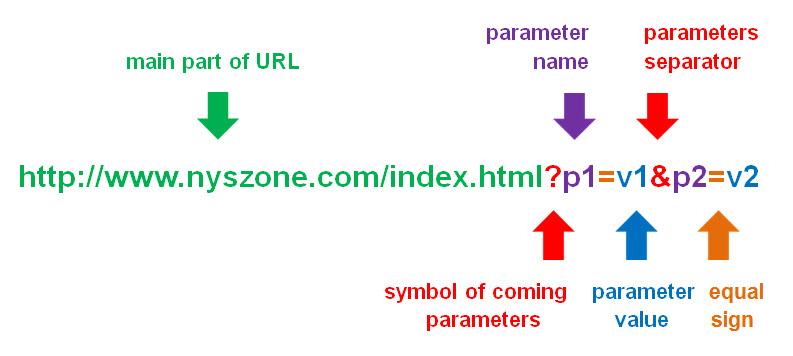 main part of URL
parameter
name
parameters
separator
http://www.nyszone.com/index.html?p1=v1&p2=v2
symbol of coming
parameters
parameter
value
equal
sign